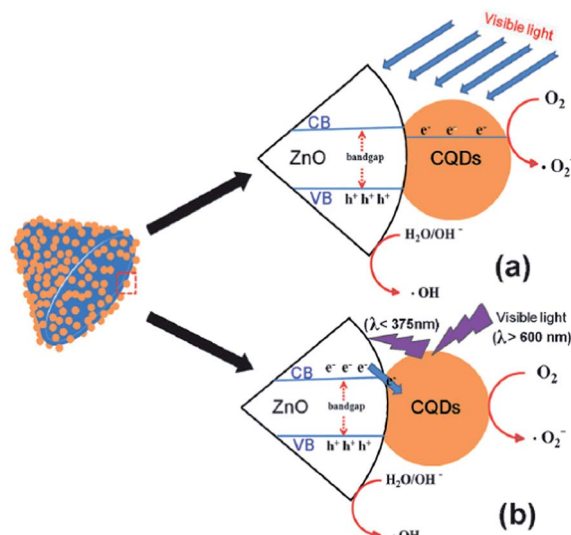 Visible light
CB
ZnO
bandgap
VB
h⁺ h⁺ h⁺
e⁻ e⁻ e⁻
CQDs
O₂
· O₂⁻
H₂O/OH⁻
· OH
(a)
(λ< 375nm)
Visible light
(λ> 600 nm)
CB
e⁻ e⁻ e⁻
e⁻
ZnO
bandgap
VB
h⁺ h⁺ h⁺
CQDs
O₂
· O₂⁻
H₂O/OH⁻
· OH
(b)